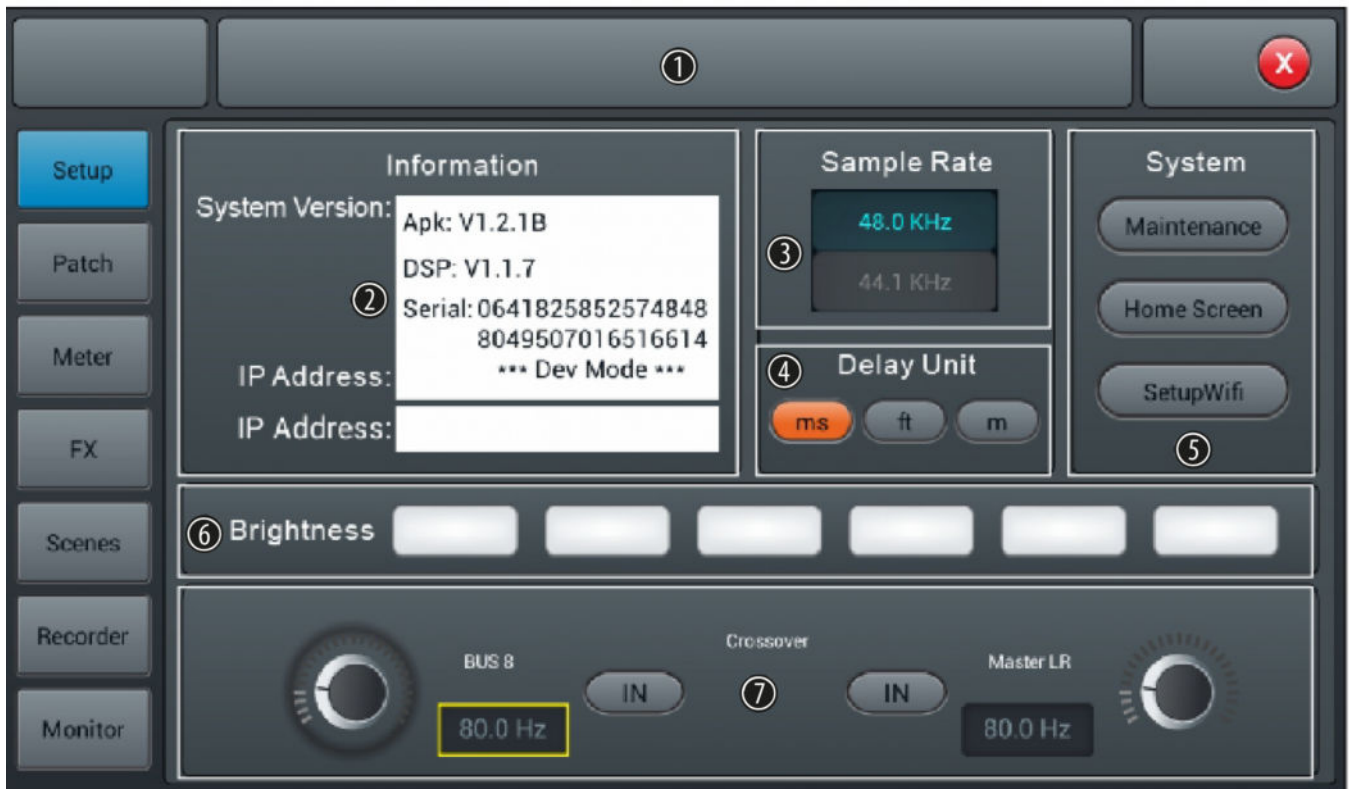 ①
X
Setup
Patch
Meter
FX
Scenes
Recorder
Monitor
Information
System Version:
Apk: V1.2.1B
DSP: V1.1.7
②
Serial: 0641825852574848
8049507016516614
*** Dev Mode ***
IP Address:
IP Address:
Sample Rate
48.0 KHz
③
44.1 KHz
④ Delay Unit
ms ft m
System
Maintenance
Home Screen
SetupWifi
⑤
⑥ Brightness
Crossover
BUS 8
IN
80.0 Hz
⑦
Master LR
IN
80.0 Hz